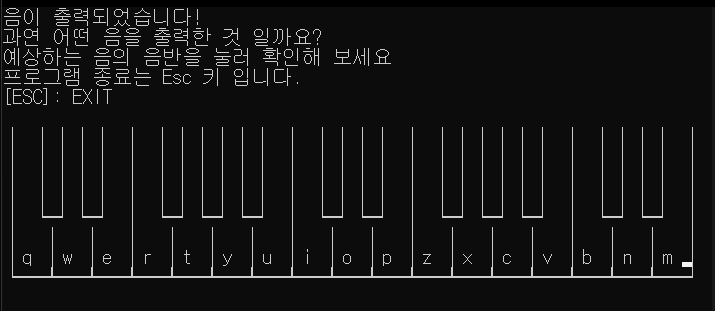 음이 출력되었습니다!
과연 어떤 음을 출력한 것 일까요?
예상하는 음의 음반을 눌러 확인해 보세요
프로그램 종료는 Esc 키 입니다.
[ESC]: EXIT
q w e r t y u i o p z x c v b n m